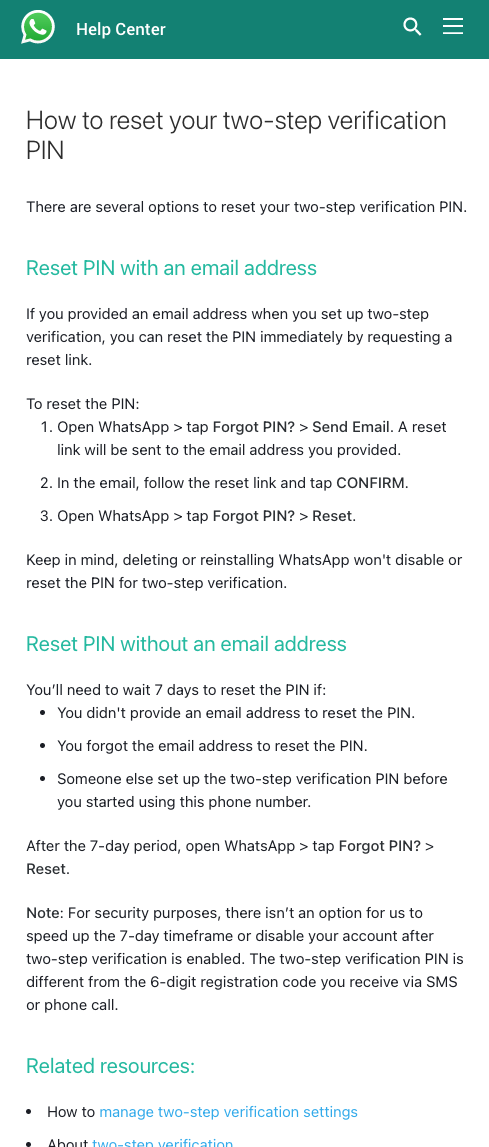 Help Center
How to reset your two-step verification
PIN
There are several options to reset your two-step verification PIN.
Reset PIN with an email address
If you provided an email address when you set up two-step
verification, you can reset the PIN immediately by requesting a
reset link.
To reset the PIN:
1. Open WhatsApp > tap Forgot PIN? > Send Email. A reset
link will be sent to the email address you provided.
2. In the email, follow the reset link and tap CONFIRM.
3. Open WhatsApp > tap Forgot PIN? > Reset.
Keep in mind, deleting or reinstalling WhatsApp won't disable or
reset the PIN for two-step verification.
Reset PIN without an email address
You’ll need to wait 7 days to reset the PIN if:
• You didn't provide an email address to reset the PIN.
• You forgot the email address to reset the PIN.
• Someone else set up the two-step verification PIN before
you started using this phone number.
After the 7-day period, open WhatsApp > tap Forgot PIN? >
Reset.
Note: For security purposes, there isn’t an option for us to
speed up the 7-day timeframe or disable your account after
two-step verification is enabled. The two-step verification PIN is
different from the 6-digit registration code you receive via SMS
or phone call.
Related resources:
• How to manage two-step verification settings
• About two-step verification